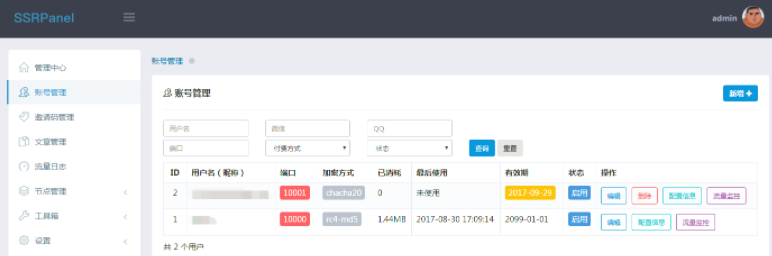 SSRPanel
admin
管理中心
账号管理
邀请码管理
文章管理
流量日志
节点管理
工具箱
设置
账号管理
账号管理
新增
用户名 微信 QQ
端口 付费方式 状态 查询 重置
ID 用户名（昵称） 端口 加密方式 已消耗 最后使用 有效期 状态 操作
2 10001 chacha20 0 未使用 2017-09-29 启用 编辑 删除 配置信息 流量监控
1 10000 rc4-md5 1.44MB 2017-08-30 17:09:14 2099-01-01 启用 编辑 配置信息 流量监控
共 2 个用户